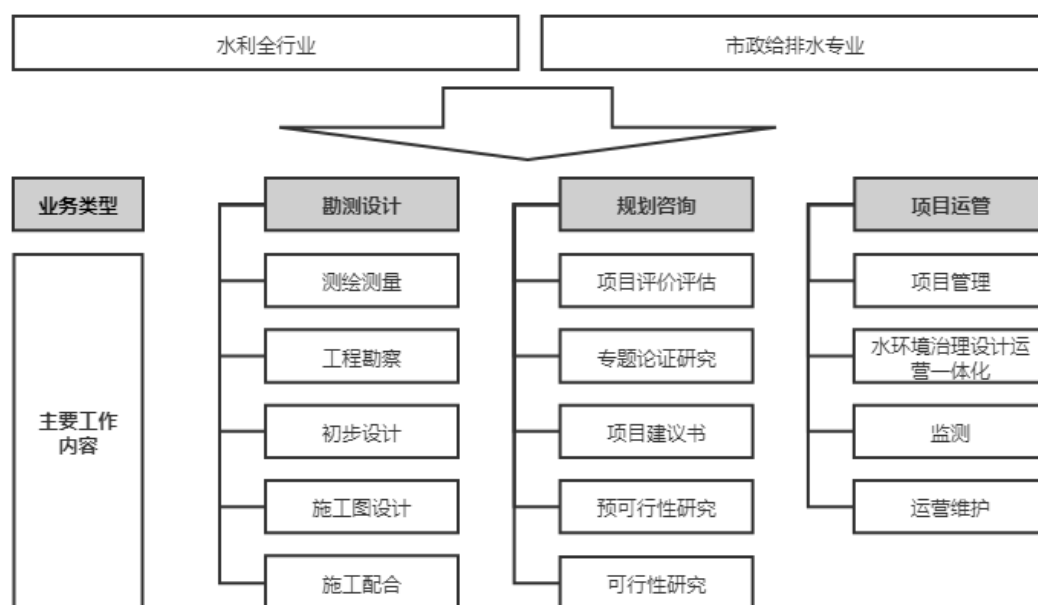 水利全行业
市政给排水专业
业务类型
勘测设计
规划咨询
项目运管
测绘测量
项目评价评估
项目管理
工程勘察
专题论证研究
水环境治理设计运
营一体化
主要工作
内容
初步设计
项目建议书
监测
施工图设计
预可行性研究
运营维护
施工配合
可行性研究